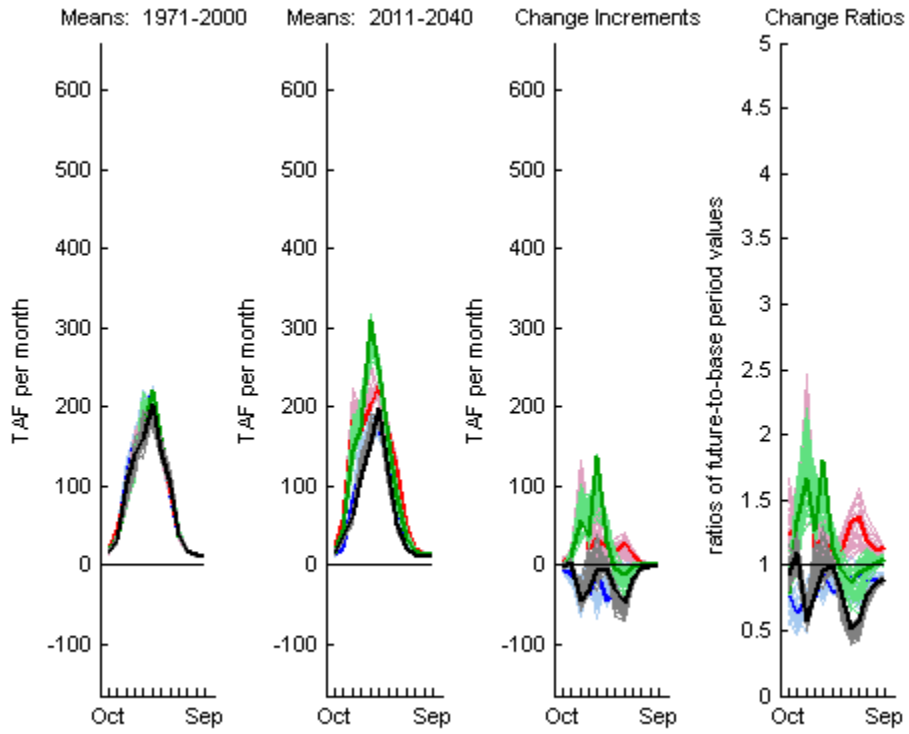 Means: 1971-2000
Means: 2011-2040
Change Increments
Change Ratios
TAF per month
600
500
400
300
200
100
0
-100
Oct
Sep
TAF per month
600
500
400
300
200
100
0
-100
Oct
Sep
TAF per month
600
500
400
300
200
100
0
-100
Oct
Sep
ratios of future-to-base period values
5
4.5
4
3.5
3
2.5
2
1.5
1
0.5
0
Oct
Sep